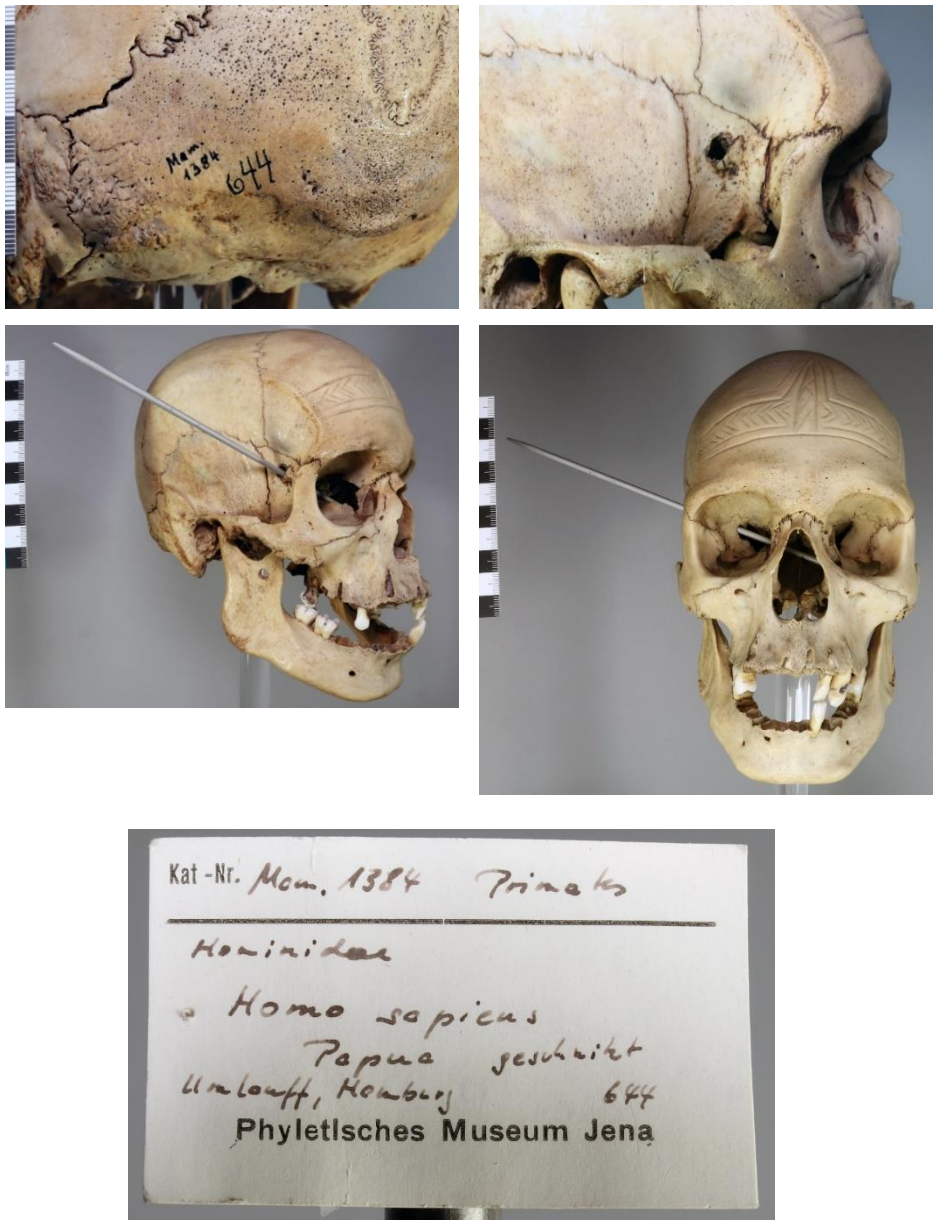 Mam.
1384
644
Kat-Nr. Mam. 1384 Primates
Hominidae
Homo sapiens
Papua geschnitzt
Umlauff, Hamburg 644
Phyletisches Museum Jena